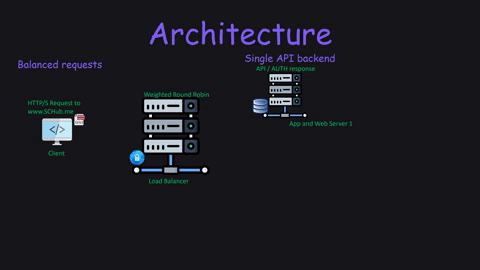 Architecture
Single API backend
Balanced requests
API / AUTH response
Weighted Round Robin
HTTP/S Request to
www.SCHub.me
App and Web Server 1
Client
Load Balancer